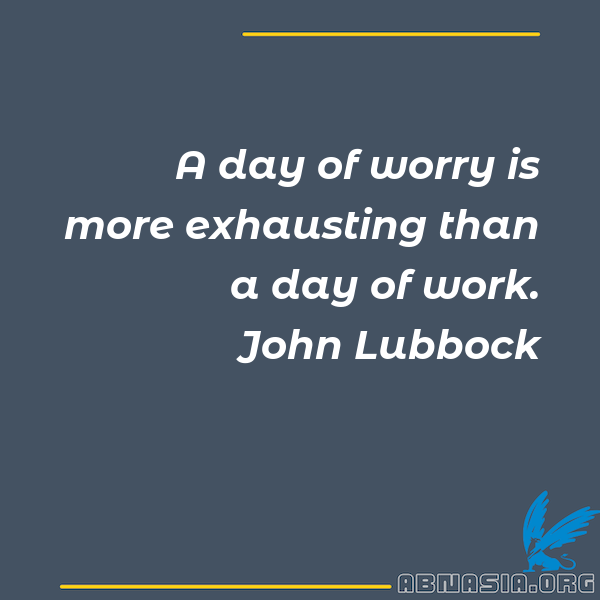 A day of worry is
more exhausting than
a day of work.
John Lubbock
ABNASIA.ORG